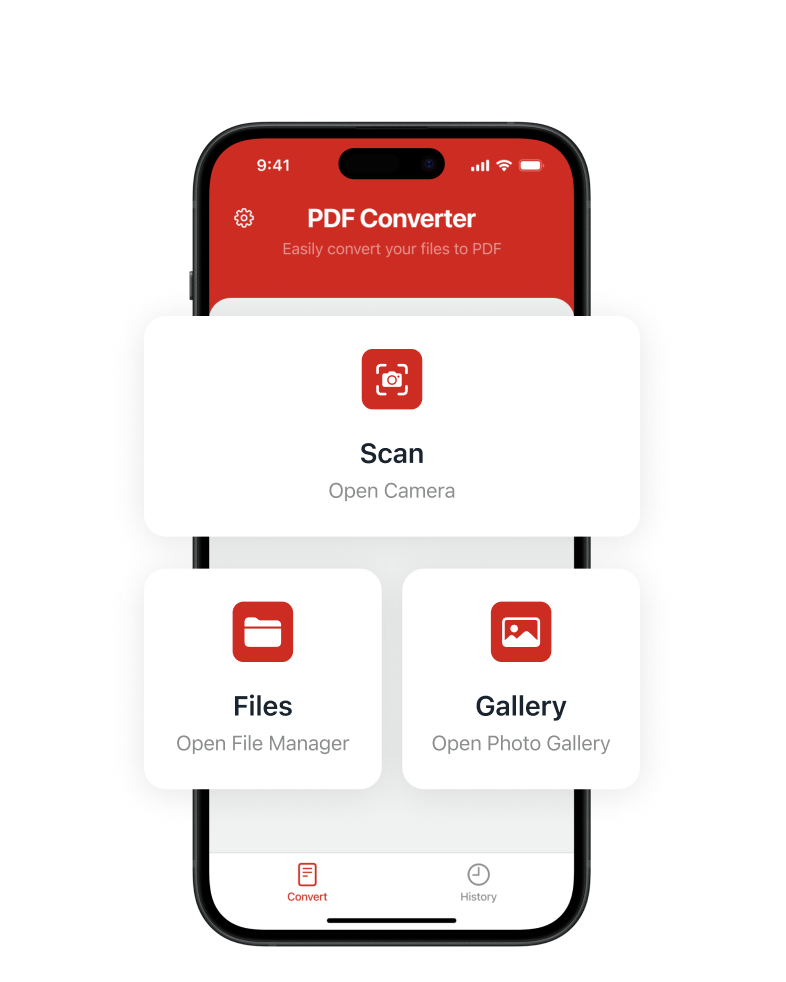 9:41
PDF Converter
Easily convert your files to PDF
Scan
Open Camera
Files
Open File Manager
Gallery
Open Photo Gallery
Convert
History